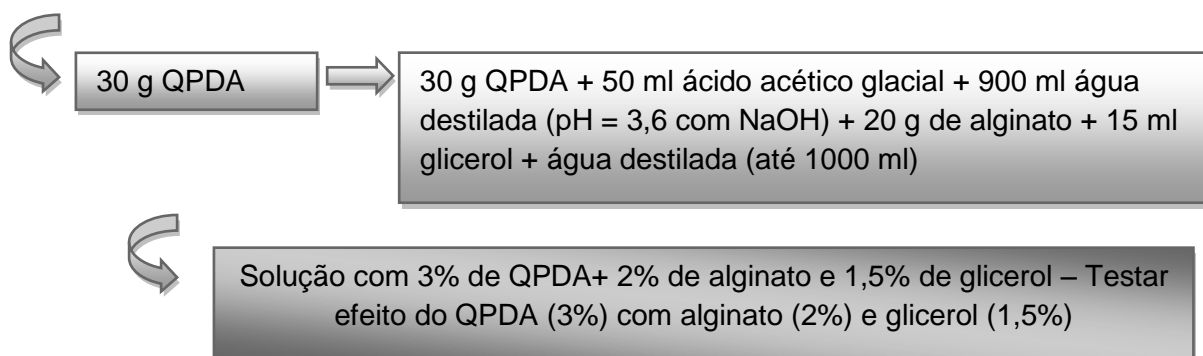 30 g QPDA
30 g QPDA + 50 ml ácido acético glacial + 900 ml água
destilada (pH = 3,6 com NaOH) + 20 g de alginato + 15 ml
glicerol + água destilada (até 1000 ml)
Solução com 3% de QPDA+ 2% de alginato e 1,5% de glicerol – Testar
efeito do QPDA (3%) com alginato (2%) e glicerol (1,5%)